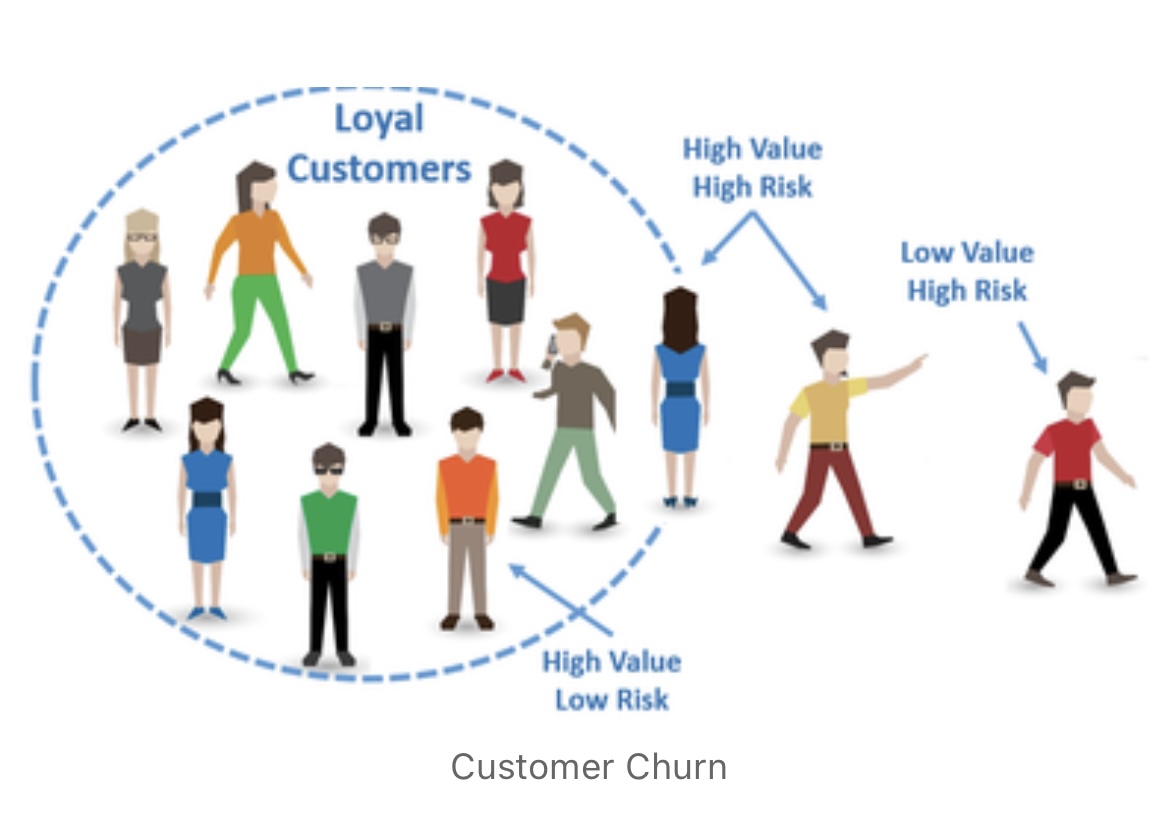 Loyal
Customers
High Value
High Risk
Low Value
High Risk
High Value
Low Risk
Customer Churn